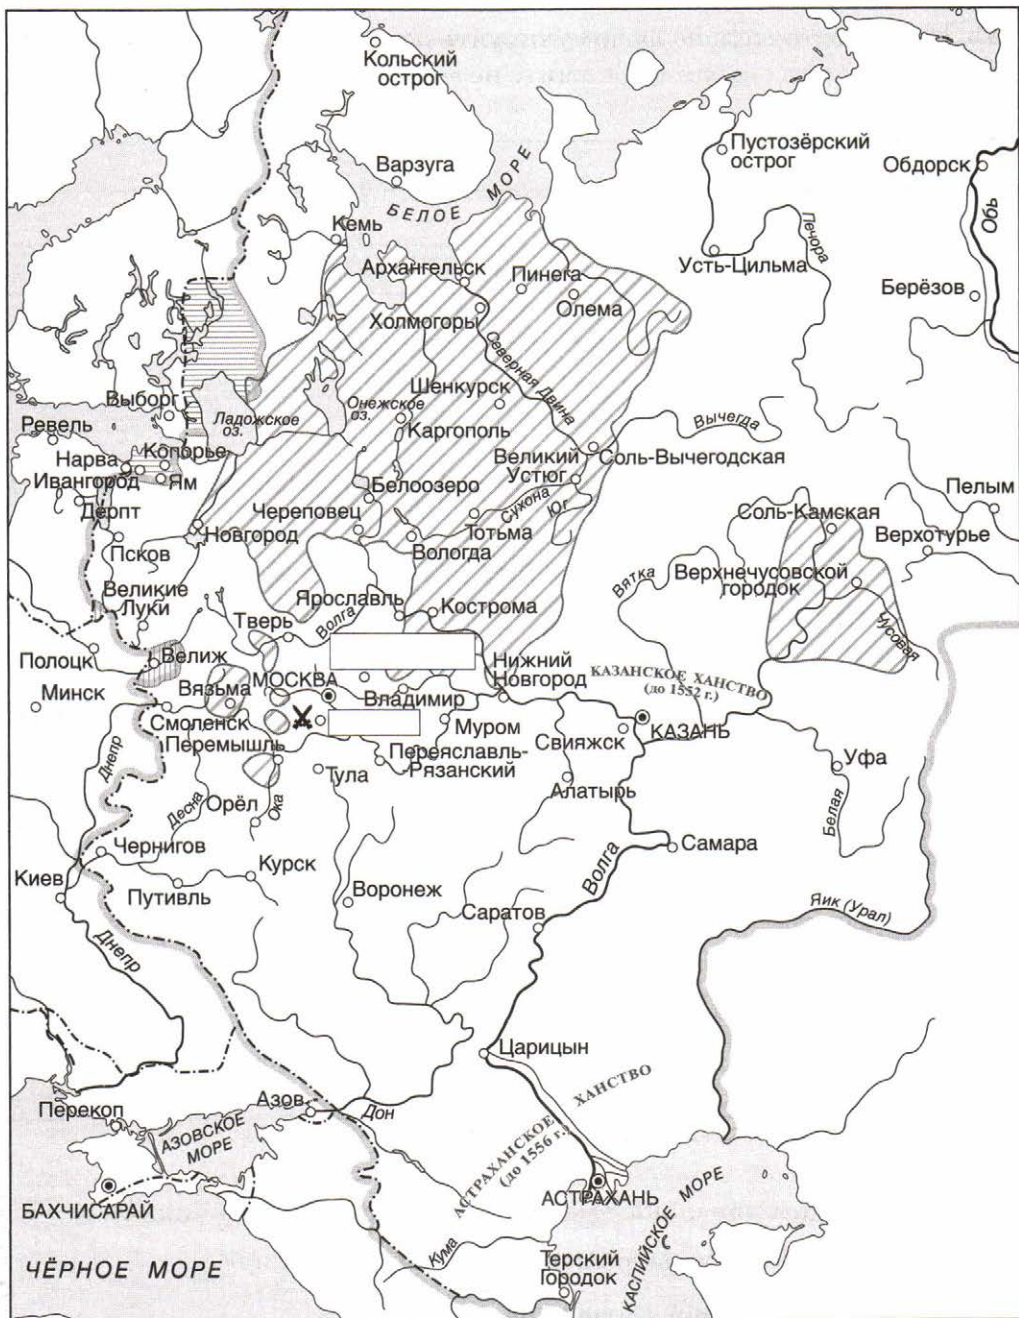 Кольский
острог
Варзуга
БЕЛОЕ МОРЕ
Пустозёрский
острог
Обдорск
Обь
Кемь
Архангельск
Пинега
Усть-Цильма
Печора
Берёзов
Холмогоры
Олема
Северная Двина
Шенкурск
Выборг
Ладожское
оз.
Онежское
оз.
Каргополь
Вычегда
Ревель
Копорье
Нарва
Ивангород
Ям
Великий
Устюг
Соль-Вычегодская
Белоозеро
Сухона
Юг
Пелым
Дерпт
Новгород
Череповец
Тотьма
Соль-Камская
Верхотурье
Псков
Вологда
Великие
Луки
Вятка
Верхнечусовской
городок
Чусовая
Ярославль
Кострома
Тверь
Волга
Полоцк
Велиж
Нижний
Новгород
КАЗАНСКОЕ ХАНСТВО
(до 1552 г.)
Минск
Вязьма
МОСКВА
Владимир
Смоленск
Муром
Свияжск
КАЗАНЬ
Перемышль
Переяславль-
Рязанский
Уфа
Днепр
Тула
Алатырь
Десна
Орёл
Ока
Белая
Чернигов
Самара
Киев
Курск
Волга
Путивль
Воронеж
Яик (Урал)
Саратов
Днепр
Царицын
АСТРАХАНСКОЕ ХАНСТВО
(до 1556 г.)
Перекоп
Азов
Дон
АЗОВСКОЕ
МОРЕ
БАХЧИСАРАЙ
АСТРАХАНЬ
КАСПИЙСКОЕ МОРЕ
ЧЁРНОЕ МОРЕ
Кума
Терский
Городок